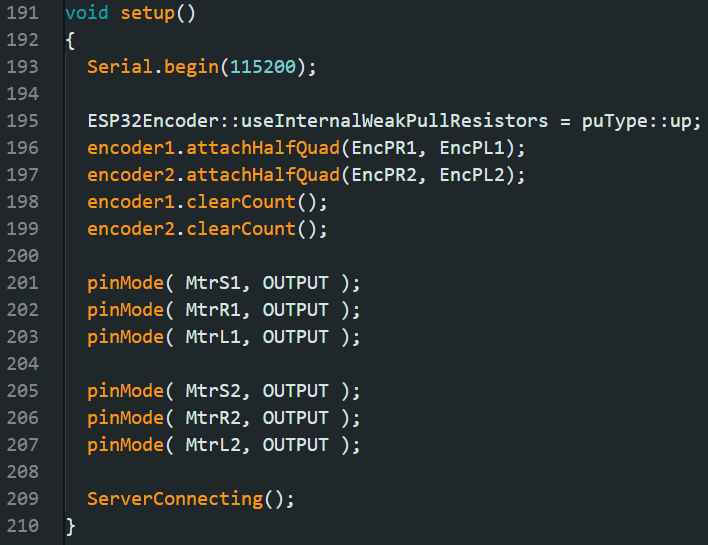 191 void setup()
192 {
193   Serial.begin(115200);
194
195   ESP32Encoder::useInternalWeakPullResistors = puType::up;
196   encoder1.attachHalfQuad(EncPR1, EncPL1);
197   encoder2.attachHalfQuad(EncPR2, EncPL2);
198   encoder1.clearCount();
199   encoder2.clearCount();
200
201   pinMode( MtrS1, OUTPUT );
202   pinMode( MtrR1, OUTPUT );
203   pinMode( MtrL1, OUTPUT );
204
205   pinMode( MtrS2, OUTPUT );
206   pinMode( MtrR2, OUTPUT );
207   pinMode( MtrL2, OUTPUT );
208
209   ServerConnecting();
210 }